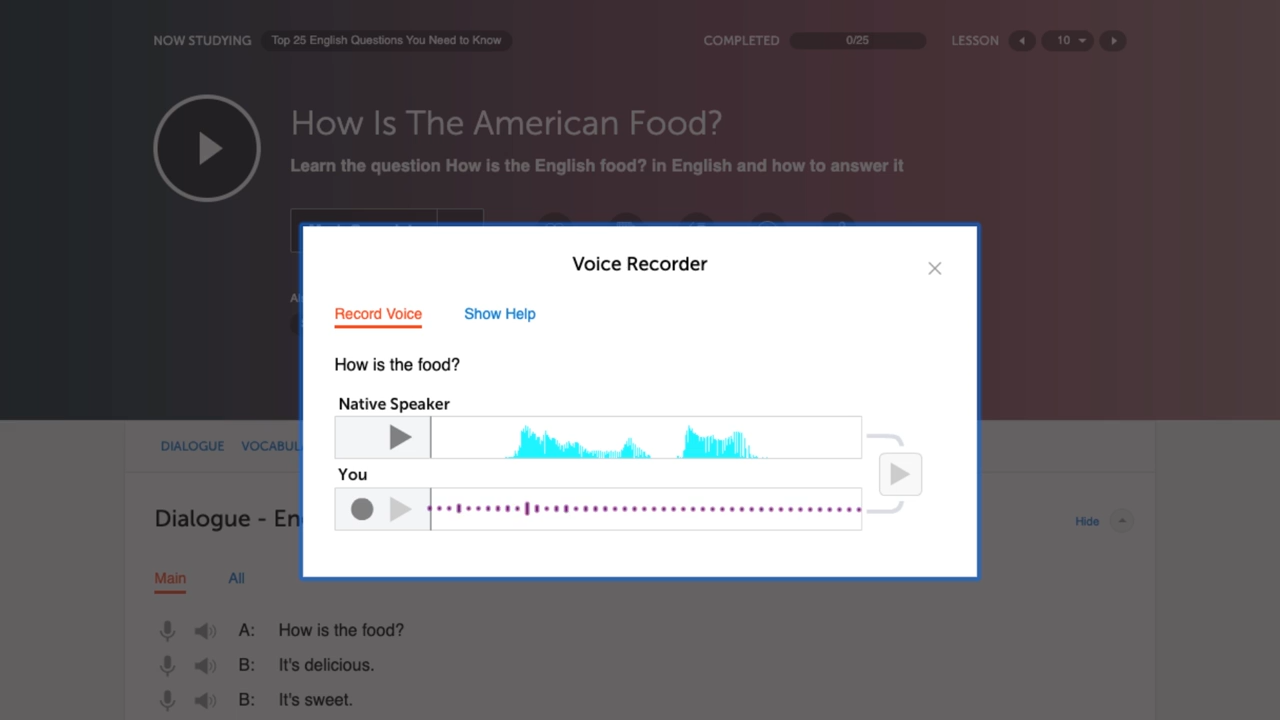 NOW STUDYING Top 25 English Questions You Need to Know COMPLETED 0/25 LESSON 10
How Is The American Food?
Learn the question How is the English food? in English and how to answer it
Voice Recorder
Record Voice Show Help
How is the food?
Native Speaker
You
DIALOGUE
Dialogue -
Hide
Main All
A: How is the food?
B: It's delicious.
B: It's sweet.